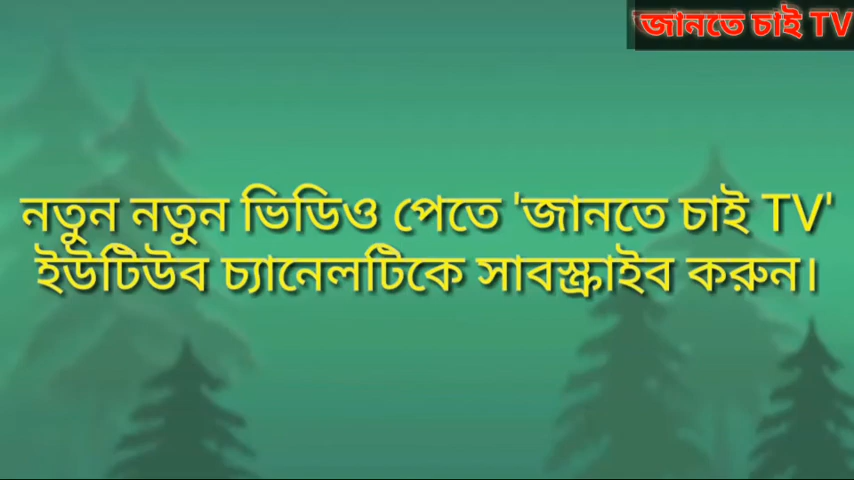 জানতে চাই TV
নতুন নতুন ভিডিও পেতে 'জানতে চাই TV'
ইউটিউব চ্যানেলটিকে সাবস্ক্রাইব করুন।